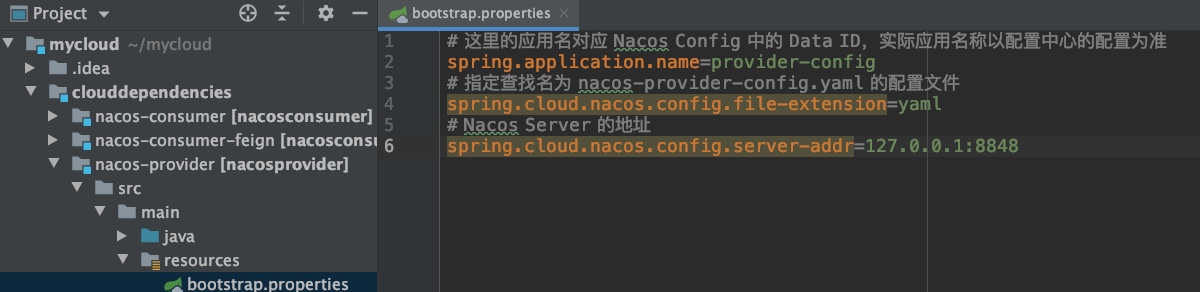 Project
bootstrap.properties
mycloud ~/mycloud
.idea
clouddependencies
nacos-consumer [nacosconsumer]
nacos-consumer-feign [nacosconsu
nacos-provider [nacosprovider]
src
main
java
resources
bootstrap.properties
1 # 这里的应用名对应 Nacos Config 中的 Data ID，实际应用名称以配置中心的配置为准
2 spring.application.name=provider-config
3 # 指定查找名为 nacos-provider-config.yaml 的配置文件
4 spring.cloud.nacos.config.file-extension=yaml
5 # Nacos Server 的地址
6 spring.cloud.nacos.config.server-addr=127.0.0.1:8848